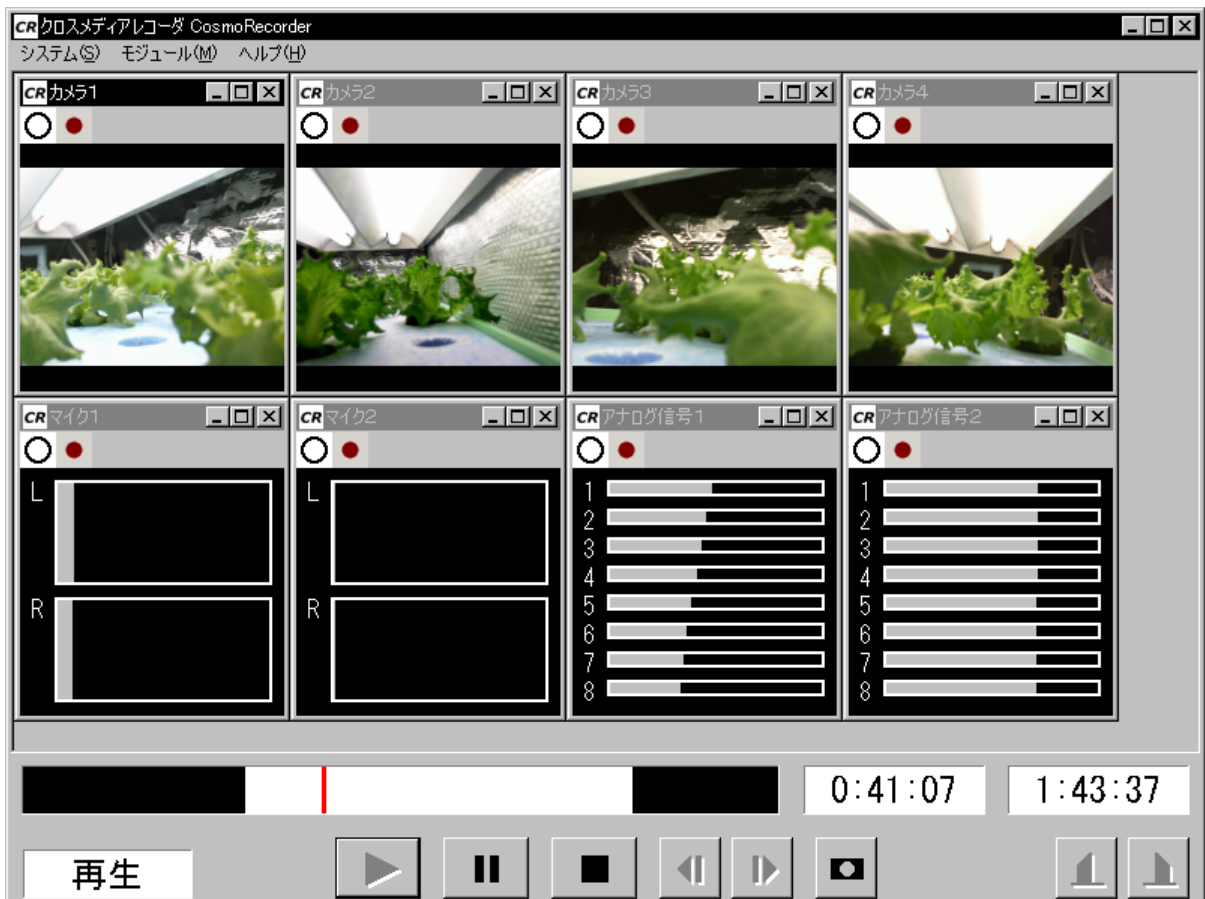 CR クロスメディアレコーダ CosmoRecorder
システム(S) モジュール(M) ヘルプ(H)
CR カメラ1
CR カメラ2
CR カメラ3
CR カメラ4
CR マイク1
CR マイク2
CR アナログ信号1
CR アナログ信号2
L
R
L
R
1
2
3
4
5
6
7
8
1
2
3
4
5
6
7
8
0:41:07
1:43:37
再生